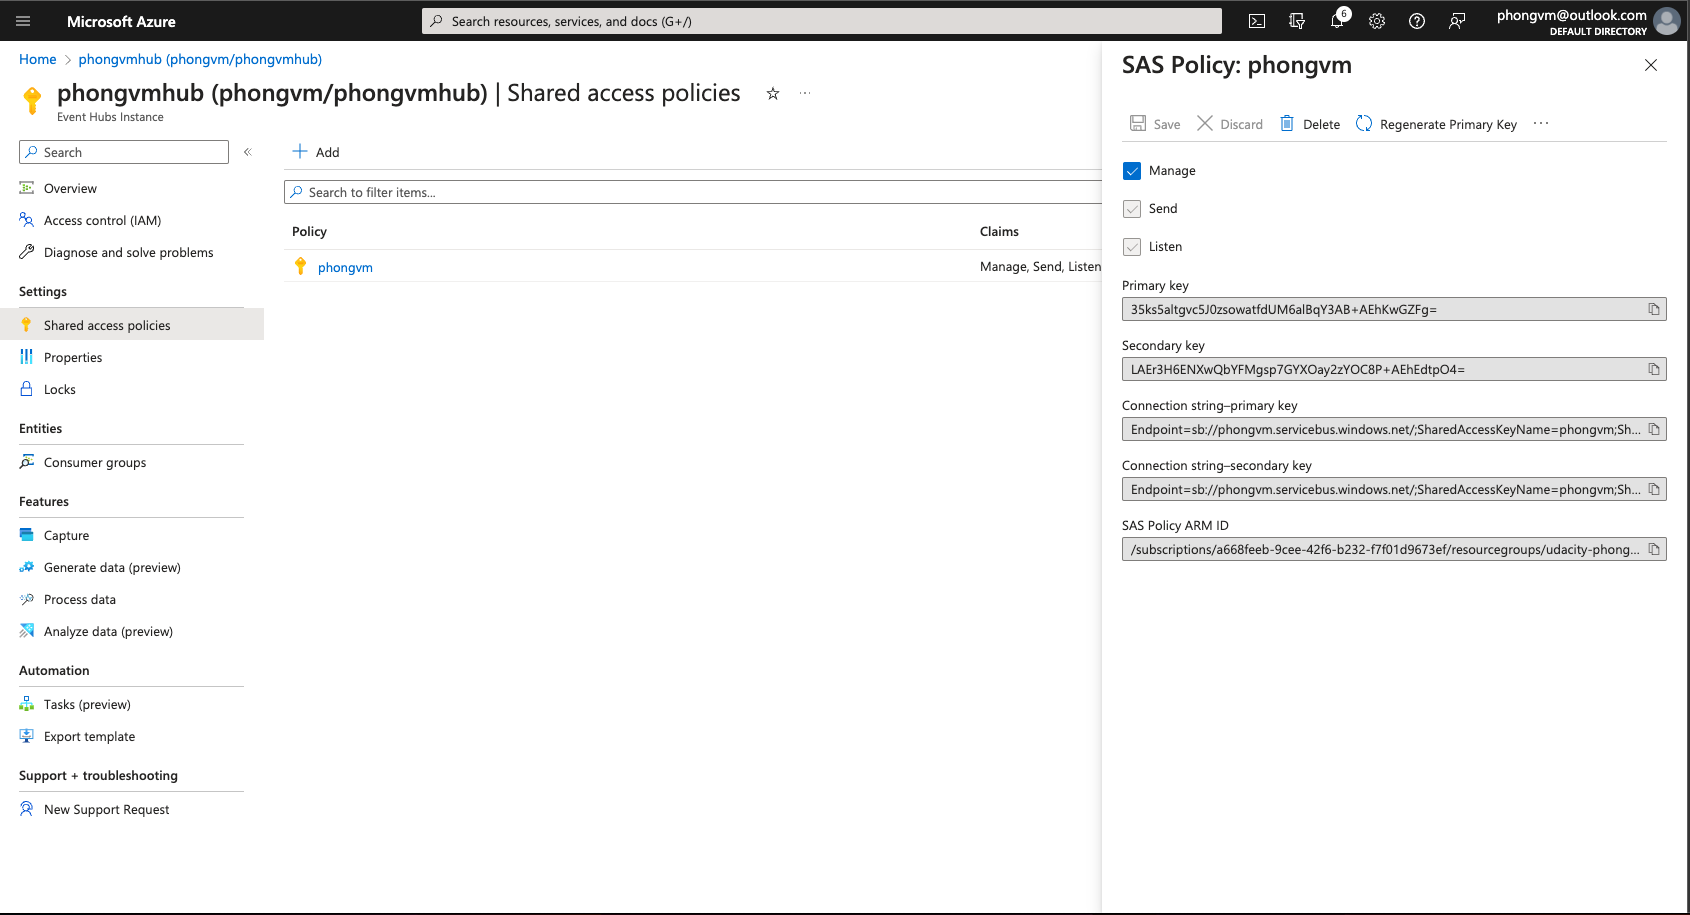 Microsoft Azure
Search resources, services, and docs (G+/)
6
phongvm@outlook.com
DEFAULT DIRECTORY
Home > phongvmhub (phongvm/phongvmhub)
phongvmhub (phongvm/phongvmhub) | Shared access policies
Event Hubs Instance
Search
Overview
Access control (IAM)
Diagnose and solve problems
Settings
Shared access policies
Properties
Locks
Entities
Consumer groups
Features
Capture
Generate data (preview)
Process data
Analyze data (preview)
Automation
Tasks (preview)
Export template
Support + troubleshooting
New Support Request
Add
Search to filter items...
Policy Claims
phongvm Manage, Send, Listen
SAS Policy: phongvm
Save Discard Delete Regenerate Primary Key ...
Manage
Send
Listen
Primary key
35ks5altgvc5J0zsowatfdUM6alBqY3AB+AEhKwGZFg=
Secondary key
LAEr3H6ENXwQbYFMgsp7GYXOay2zYOC8P+AEhEdtpO4=
Connection string–primary key
Endpoint=sb://phongvm.servicebus.windows.net/;SharedAccessKeyName=phongvm;Sh...
Connection string–secondary key
Endpoint=sb://phongvm.servicebus.windows.net/;SharedAccessKeyName=phongvm;Sh...
SAS Policy ARM ID
/subscriptions/a668feeb-9cee-42f6-b232-f7f01d9673ef/resourcegroups/udacity-phong...